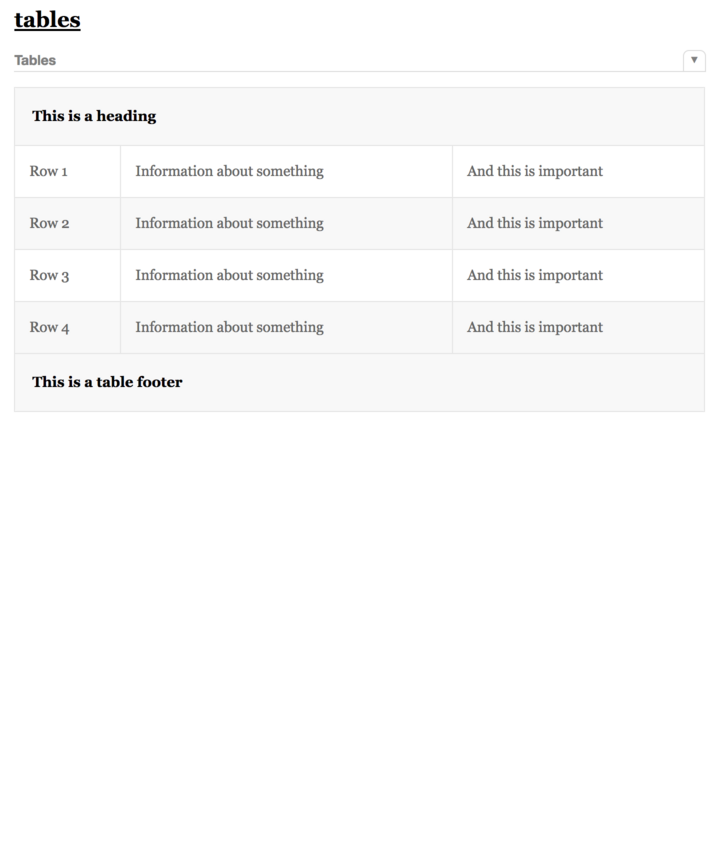 tables
Tables
▼
This is a heading
Row 1 Information about something And this is important
Row 2 Information about something And this is important
Row 3 Information about something And this is important
Row 4 Information about something And this is important
This is a table footer